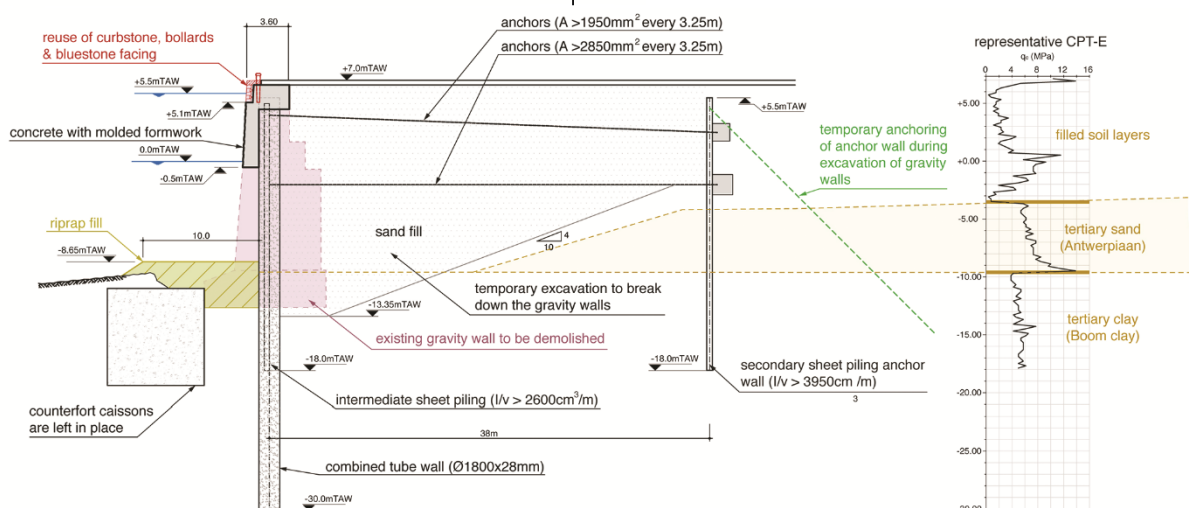 3.60
anchors (A >1950mm² every 3.25m)
anchors (A >2850mm² every 3.25m)
reuse of curbstone, bollards
& bluestone facing
+7.0mTAW
+5.5mTAW
+5.1mTAW
concrete with molded formwork
0.0mTAW
-0.5mTAW
+5.5mTAW
temporary anchoring
of anchor wall during
excavation of gravity
walls
riprap fill
10.0
-8.65mTAW
sand fill
4
10
temporary excavation to break
down the gravity walls
-13.35mTAW
existing gravity wall to be demolished
-18.0mTAW
-18.0mTAW
secondary sheet piling anchor
wall (I/v > 3950cm /m)
3
intermediate sheet piling (I/v > 2600cm³/m)
counterfort caissons
are left in place
38m
combined tube wall (Ø1800x28mm)
-30.0mTAW
representative CPT-E
(MPa)
0 4 8 12 16
+5.00
filled soil layers
+0.00
-5.00
tertiary sand
(Antwerpiaan)
-10.00
tertiary clay
(Boom clay)
-15.00
-20.00
-25.00